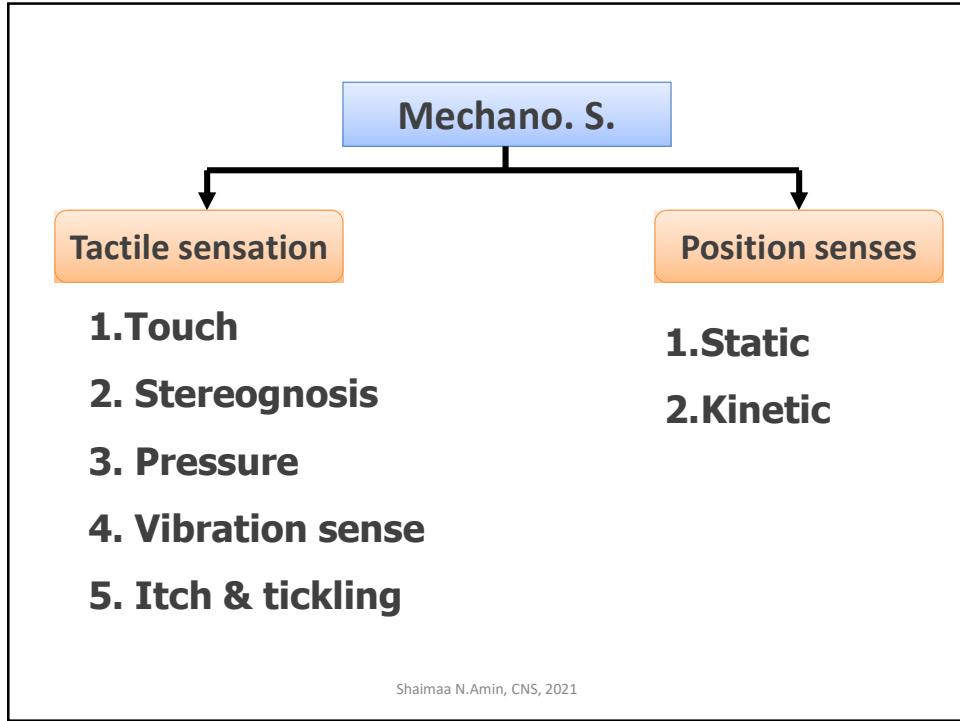 Mechano. S.
Tactile sensation
1.Touch
2. Stereognosis
3. Pressure
4. Vibration sense
5. Itch & tickling
Position senses
1.Static
2.Kinetic
Shaimaa N.Amin, CNS, 2021